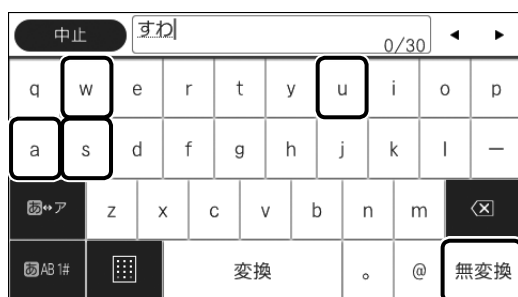 中止 すわ 0/30
q w e r t y u i o p
a s d f g h j k l ー
あ↔ア z x c v b n m
あAB1# 変換 。 @ 無変換